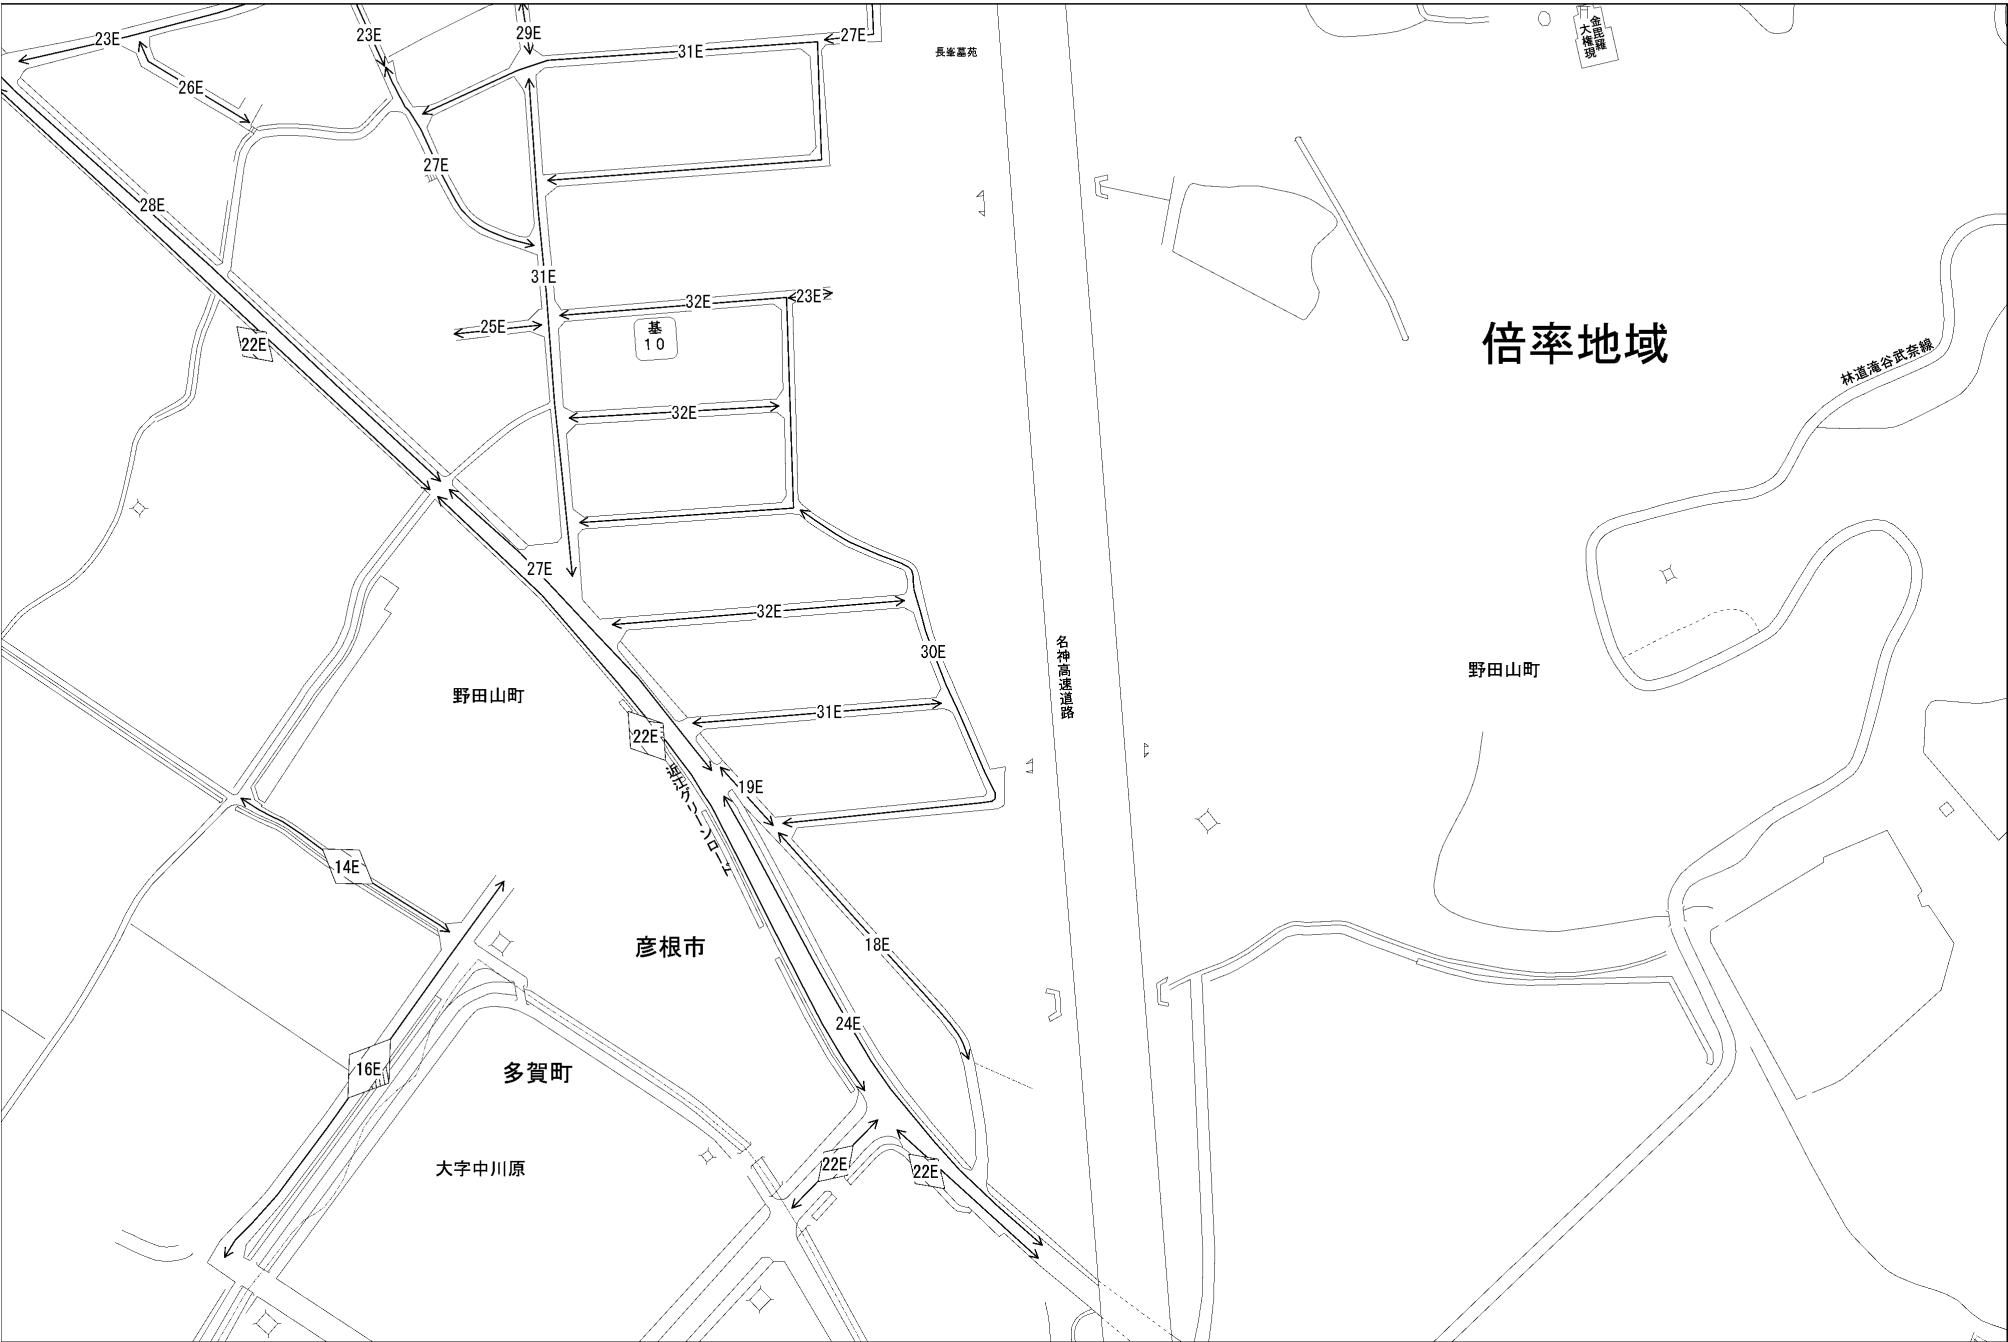 23E
23E
29E
31E
27E
長峯墓苑
金毘羅
大権現
26E
27E
28E
31E
32E
23E
25E
基
10
22E
倍率地域
林道滝谷武奈線
32E
27E
32E
30E
名神高速道路
野田山町
野田山町
31E
22E
近江グリーンロード
19E
14E
彦根市
18E
24E
16E
多賀町
大字中川原
22E
22E